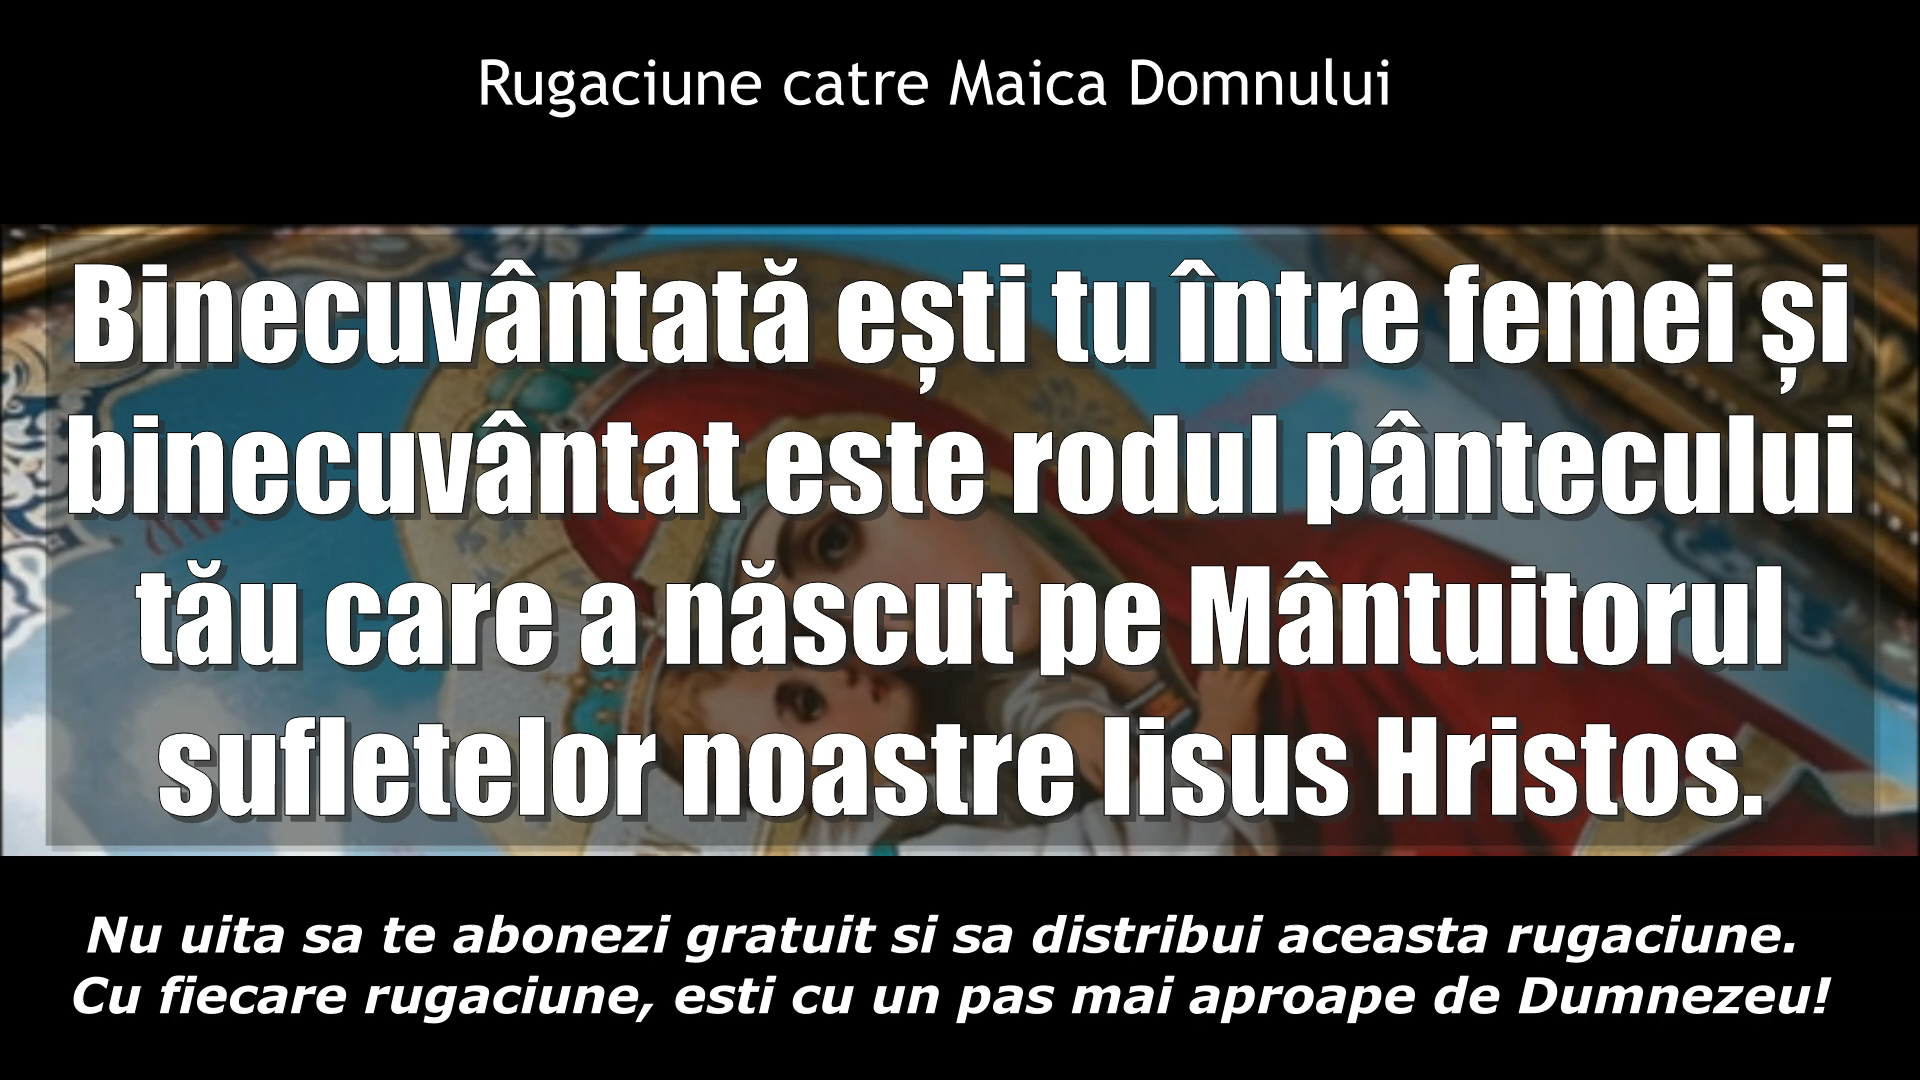 Rugaciune catre Maica Domnului
Binecuvântată ești tu între femei și
binecuvântat este rodul pântecului
tău care a născut pe Mântuitorul
sufletelor noastre Iisus Hristos.
Nu uita sa te abonezi gratuit si sa distribui aceasta rugaciune.
Cu fiecare rugaciune, esti cu un pas mai aproape de Dumnezeu!